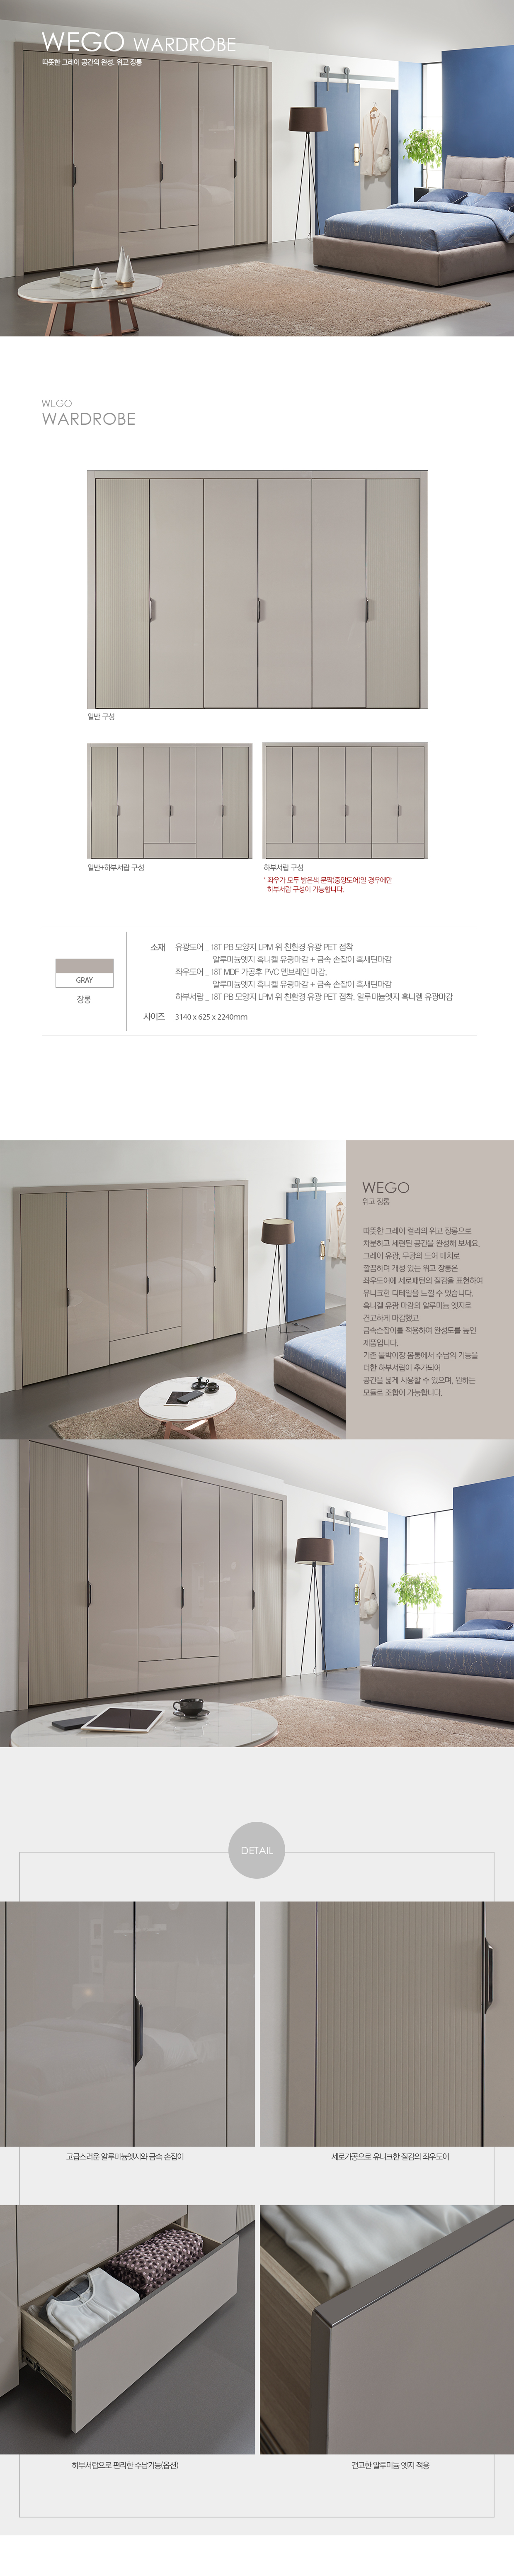 WEGO WARDROBE
따뜻한 그레이 공간의 완성, 위고 장롱
WEGO
WARDROBE
일반 구성
일반+하부서랍 구성
하부서랍 구성
* 좌우가 모두 밝은색 문짝(중앙도어)일 경우에만
하부서랍 구성이 가능합니다.
GRAY
장롱
소재 유광도어 _ 18T PB 모양지 LPM 위 친환경 유광 PET 접착
알루미늄엣지 흑니켈 유광마감 + 금속 손잡이 흑새틴마감
좌우도어 _ 18T MDF 가공후 PVC 멤브레인 마감.
알루미늄엣지 흑니켈 유광마감 + 금속 손잡이 흑새틴마감
하부서랍 _ 18T PB 모양지 LPM 위 친환경 유광 PET 접착. 알루미늄엣지 흑니켈 유광마감
사이즈 3140 x 625 x 2240mm
WEGO
위고 장롱
따뜻한 그레이 컬러의 위고 장롱으로
차분하고 세련된 공간을 완성해 보세요.
그레이 유광, 무광의 도어 매치로
깔끔하며 개성 있는 위고 장롱은
좌우도어에 세로패턴의 질감을 표현하여
유니크한 디테일을 느낄 수 있습니다.
흑니켈 유광 마감의 알루미늄 엣지로
견고하게 마감했고
금속손잡이를 적용하여 완성도를 높인
제품입니다.
기존 붙박이장 몸통에서 수납의 기능을
더한 하부서랍이 추가되어
공간을 넓게 사용할 수 있으며, 원하는
모듈로 조합이 가능합니다.
DETAIL
고급스러운 알루미늄엣지와 금속 손잡이
세로가공으로 유니크한 질감의 좌우도어
하부서랍으로 편리한 수납기능(옵션)
견고한 알루미늄 엣지 적용